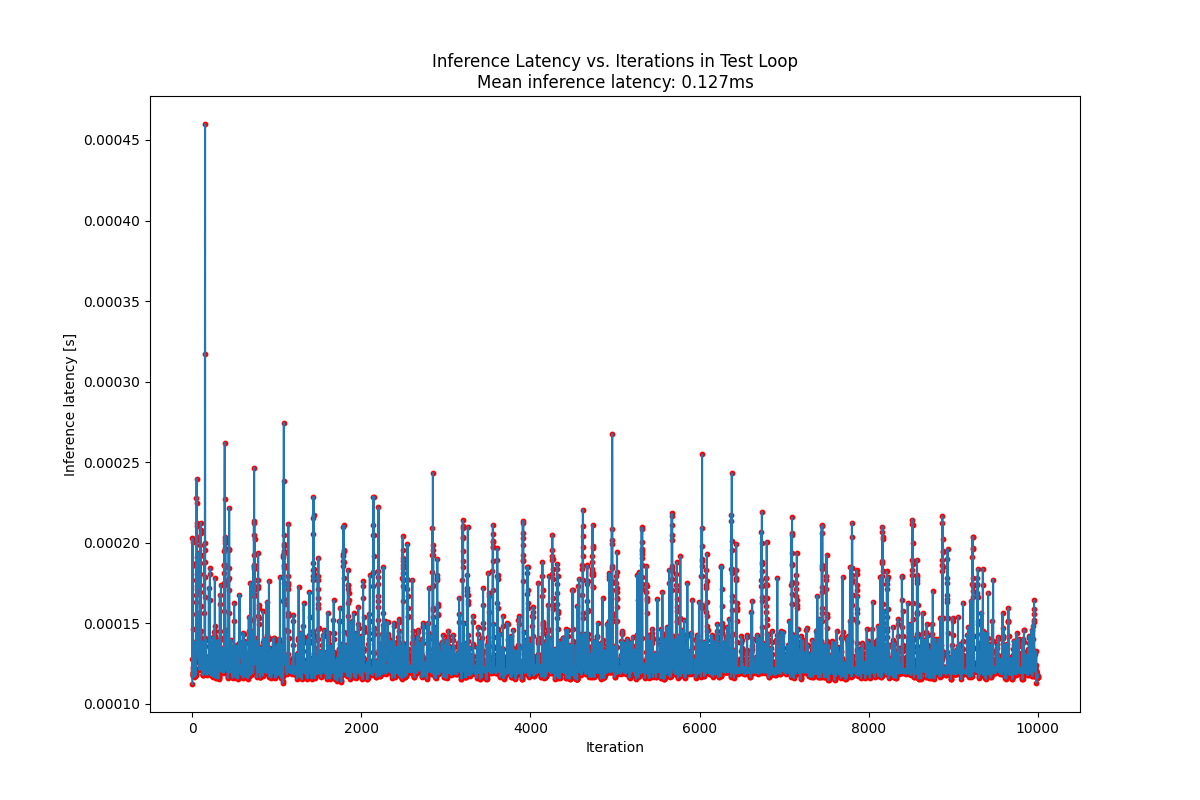 Inference Latency vs. Iterations in Test Loop
Mean inference latency: 0.127ms
0.00045
0.00040
0.00035
0.00030
0.00025
0.00020
0.00015
0.00010
Inference latency [s]
0 2000 4000 6000 8000 10000
Iteration